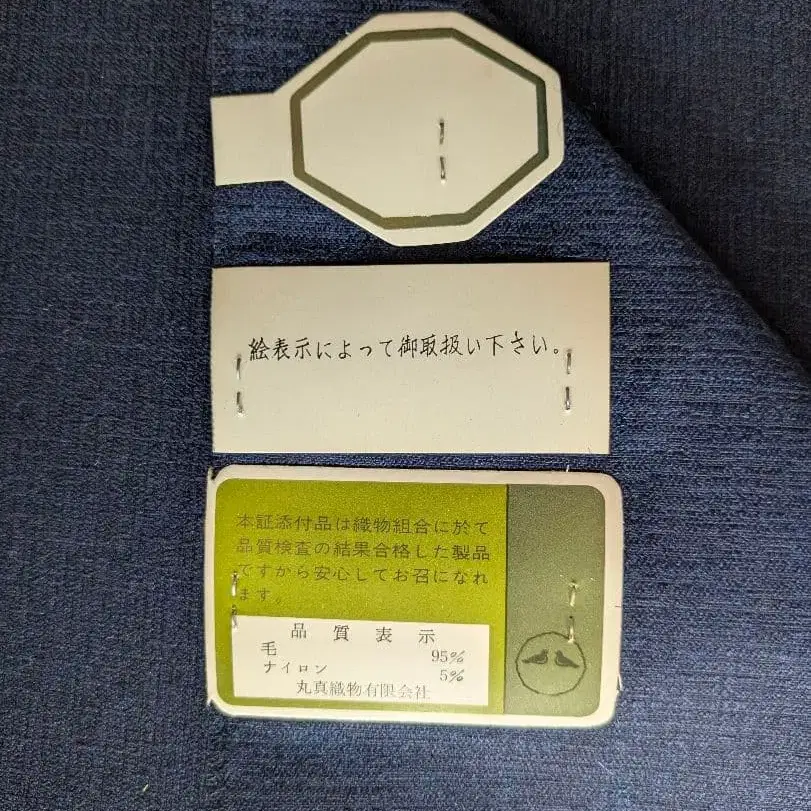 絵表示によって御取扱い下さい。
本証添付品は織物組合に於て
品質検査の結果合格した製品
ですから安心してお召になれ
ます。
品質表示
毛 95%
ナイロン 5%
丸真織物有限会社